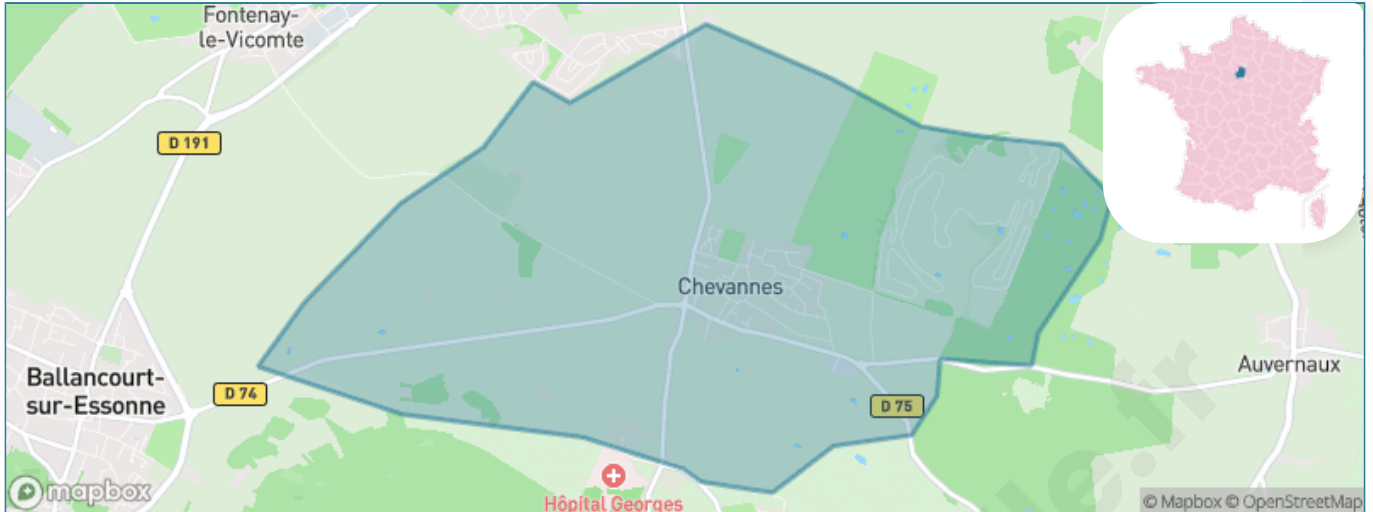 Fontenay-
le-Vicomte
D 191
Chevannes
Ballancourt-
sur-Essonne
D 74
D 75
Auvernaux
Hôpital Georges
mapbox
© Mapbox © OpenStreetMap